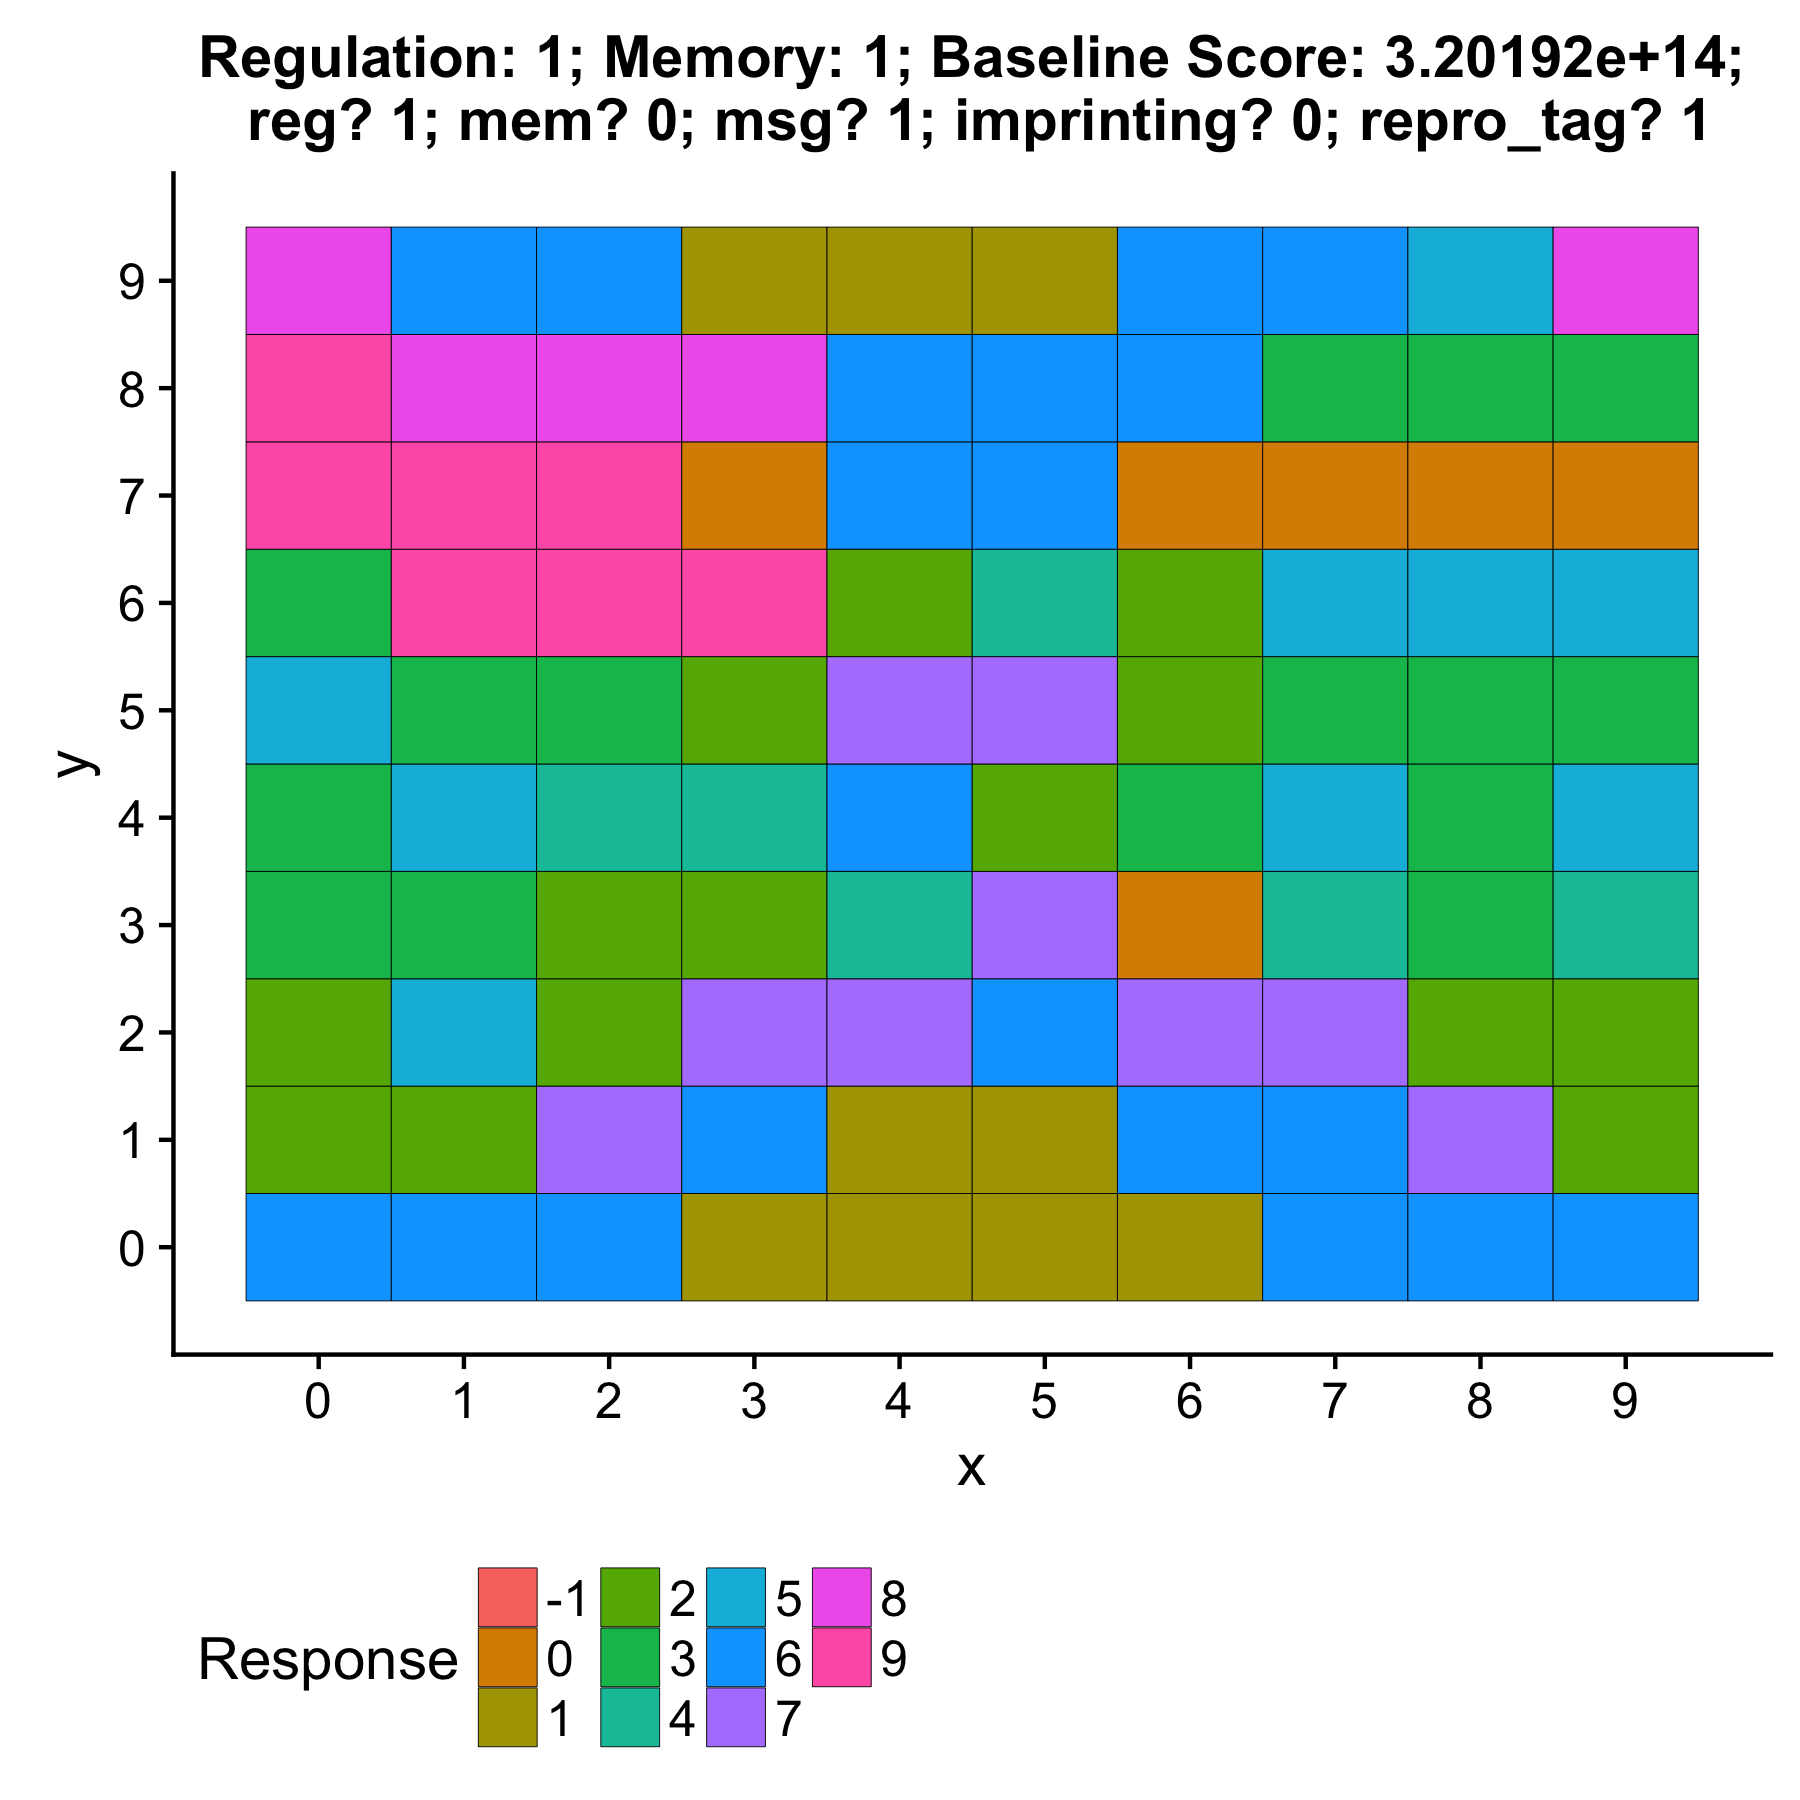 Regulation: 1; Memory: 1; Baseline Score: 3.20192e+14;
reg? 1; mem? 0; msg? 1; imprinting? 0; repro_tag? 1
9
8
7
6
5
4
3
2
1
0
y
0 1 2 3 4 5 6 7 8 9
x
Response
-1 2 5 8
0 3 6 9
1 4 7